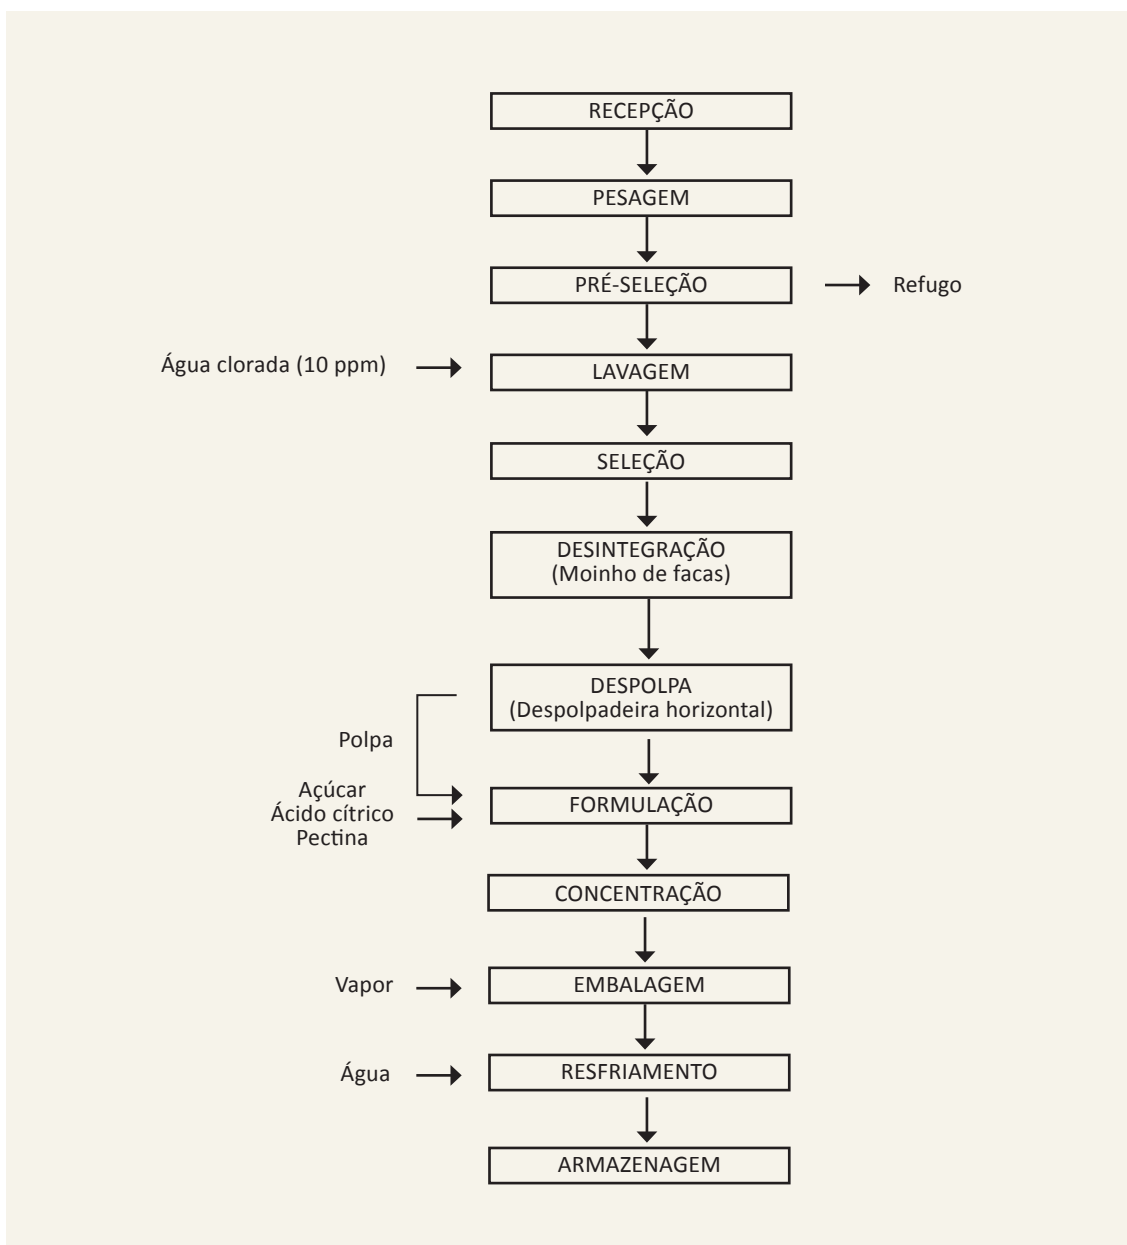 RECEPÇÃO
PESAGEM
PRÉ-SELEÇÃO
Refugo
Água clorada (10 ppm)
LAVAGEM
SELEÇÃO
DESINTEGRAÇÃO
(Moinho de facas)
DESPOLPA
(Despolpadeira horizontal)
Polpa
Açúcar
Ácido cítrico
Pectina
FORMULAÇÃO
CONCENTRAÇÃO
Vapor
EMBALAGEM
Água
RESFRIAMENTO
ARMAZENAGEM